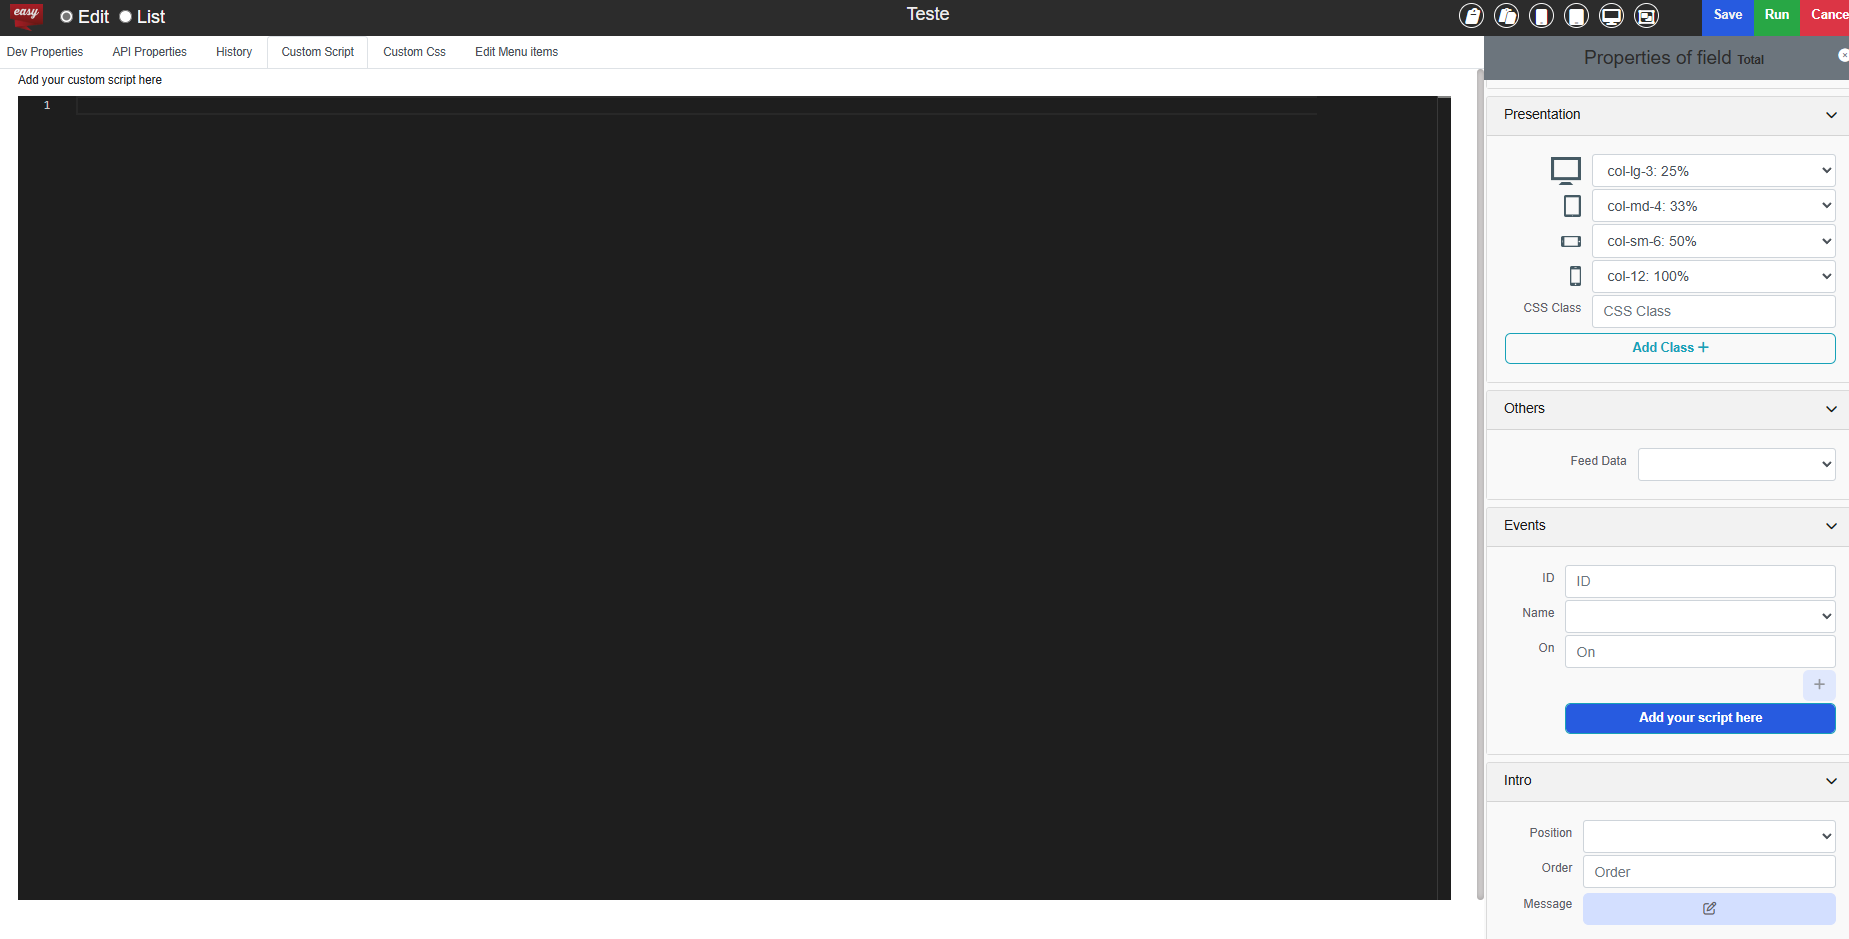 easy
Edit List
Teste
Save Run Cance
Dev Properties API Properties History Custom Script Custom Css Edit Menu items
Add your custom script here
1
Properties of field Total
Presentation
col-lg-3: 25%
col-md-4: 33%
col-sm-6: 50%
col-12: 100%
CSS Class CSS Class
Add Class +
Others
Feed Data
Events
ID ID
Name
On On
+
Add your script here
Intro
Position
Order Order
Message